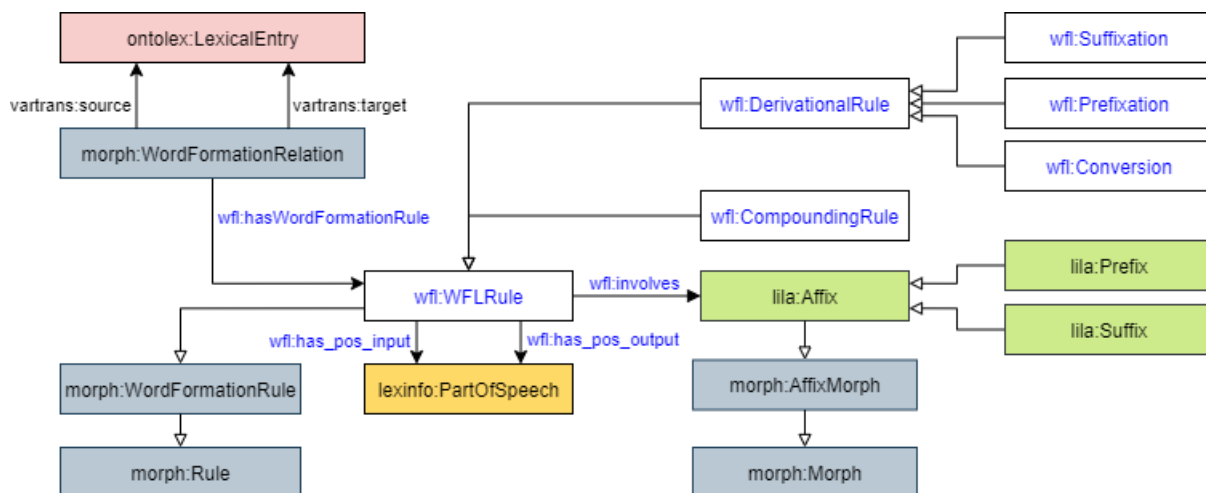 ontolex:LexicalEntry
wfl:Suffixation
vartrans:source
vartrans:target
wfl:DerivationalRule
wfl:Prefixation
morph:WordFormationRelation
wfl:Conversion
wfl:hasWordFormationRule
wfl:CompoundingRule
lila:Prefix
wfl:WFLRule
wfl:involves
lila:Affix
lila:Suffix
wfl:has_pos_input
wfl:has_pos_output
morph:WordFormationRule
lexinfo:PartOfSpeech
morph:AffixMorph
morph:Rule
morph:Morph